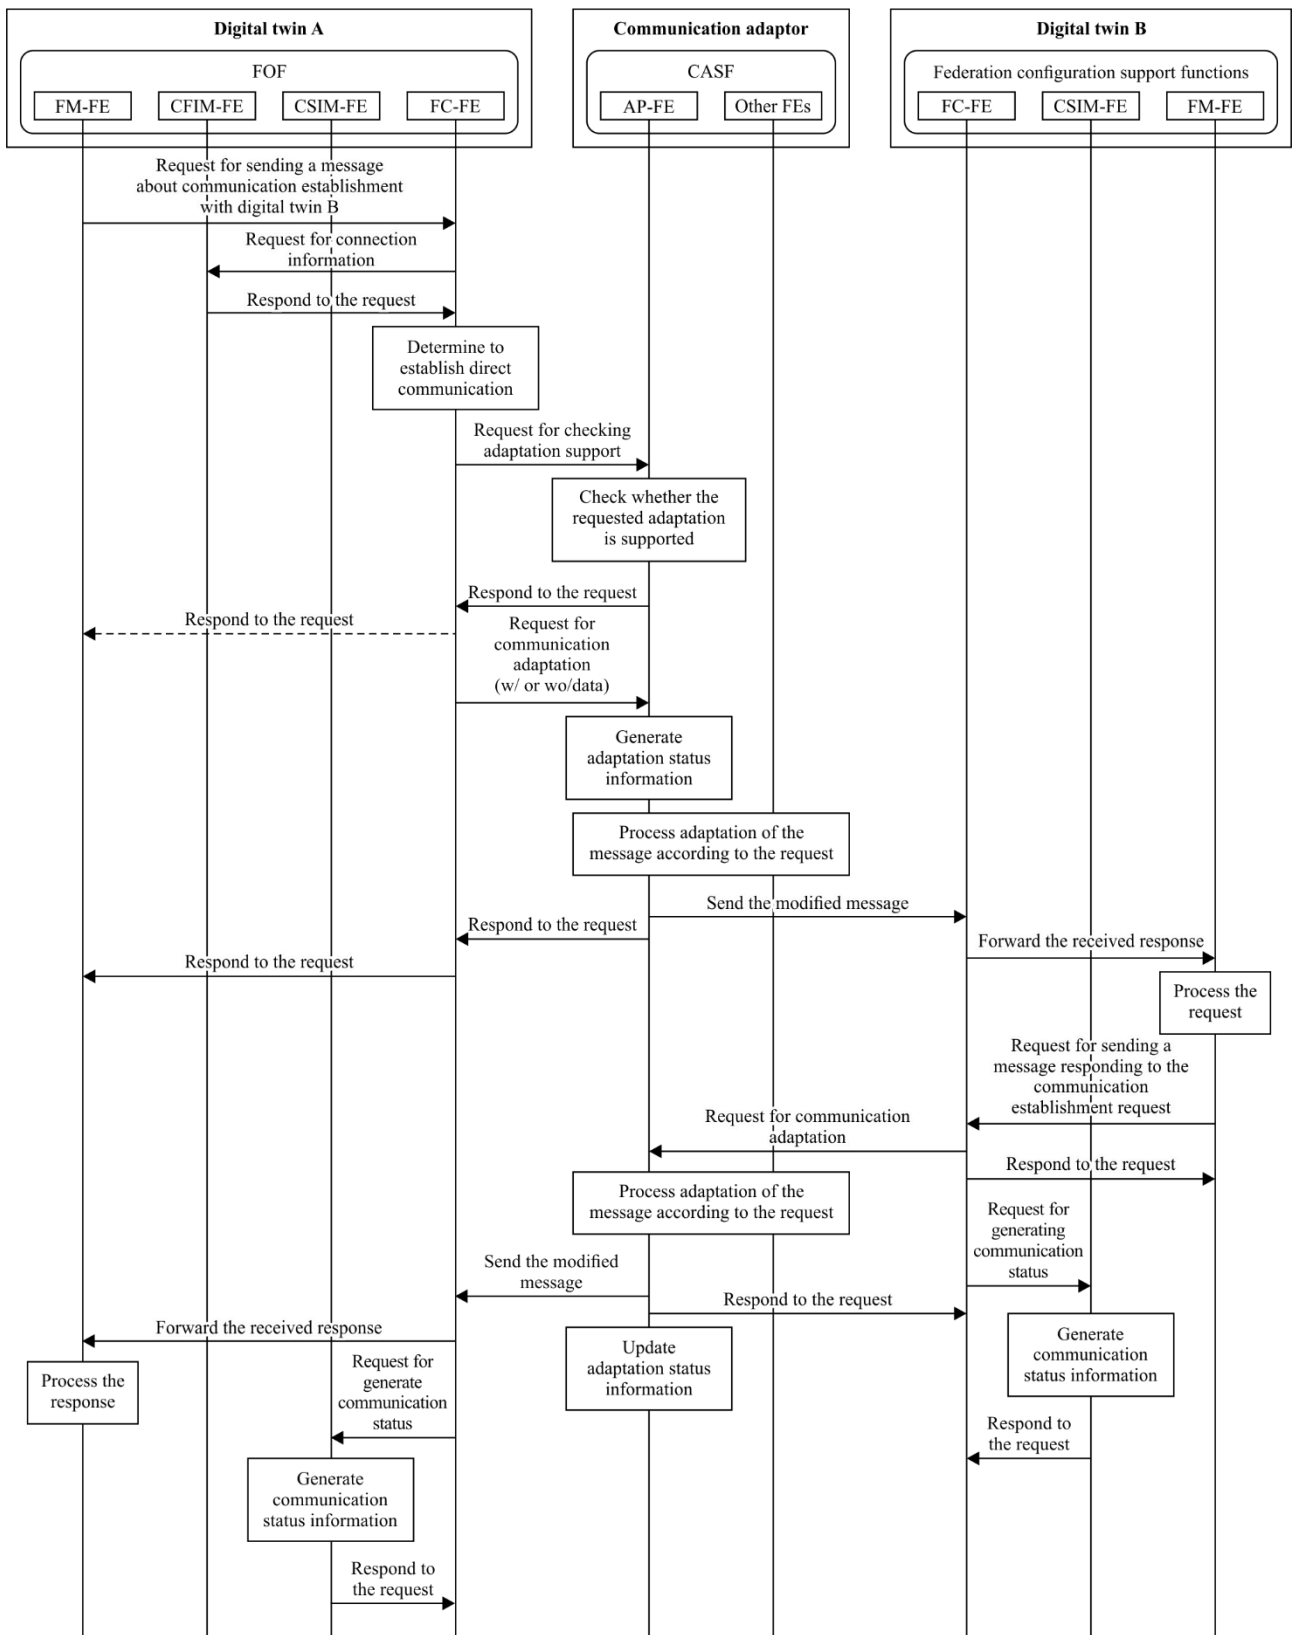 Digital twin A
Communication adaptor
Digital twin B
FOF
CASF
Federation configuration support functions
FM-FE
CFIM-FE
CSIM-FE
FC-FE
AP-FE
Other FEs
FC-FE
CSIM-FE
FM-FE
Request for sending a message
about communication establishment
with digital twin B
Request for connection
information
Respond to the request
Determine to
establish direct
communication
Request for checking
adaptation support
Check whether the
requested adaptation
is supported
Respond to the request
Respond to the request
Request for
communication
adaptation
(w/ or wo/data)
Generate
adaptation status
information
Process adaptation of the
message according to the request
Send the modified message
Respond to the request
Forward the received response
Respond to the request
Process the
request
Request for sending a
message responding to the
communication
establishment request
Request for communication
adaptation
Respond to the request
Process adaptation of the
message according to the request
Request for
generating
communication
status
Send the modified
message
Respond to the request
Forward the received response
Update
adaptation status
information
Generate
communication
status information
Process the
response
Request for
generate
communication
status
Respond to
the request
Generate
communication
status information
Respond to
the request